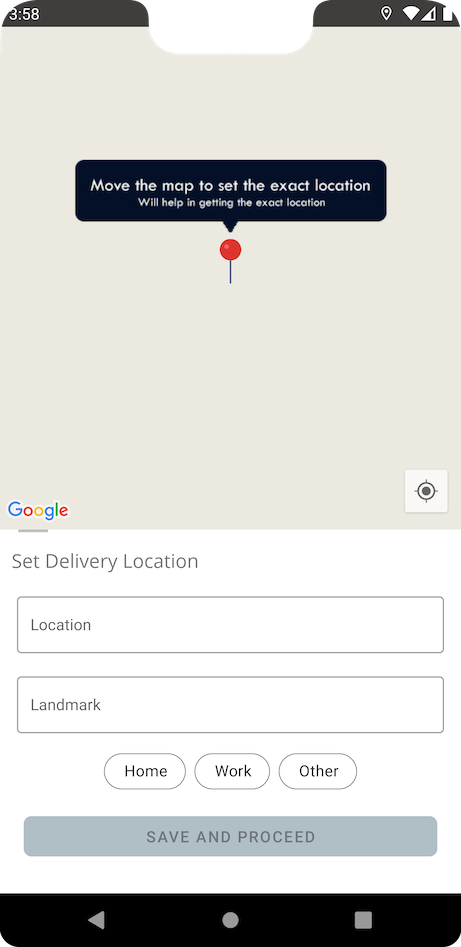 3:58
Move the map to set the exact location
Will help in getting the exact location
Google
Set Delivery Location
Location
Landmark
Home
Work
Other
SAVE AND PROCEED